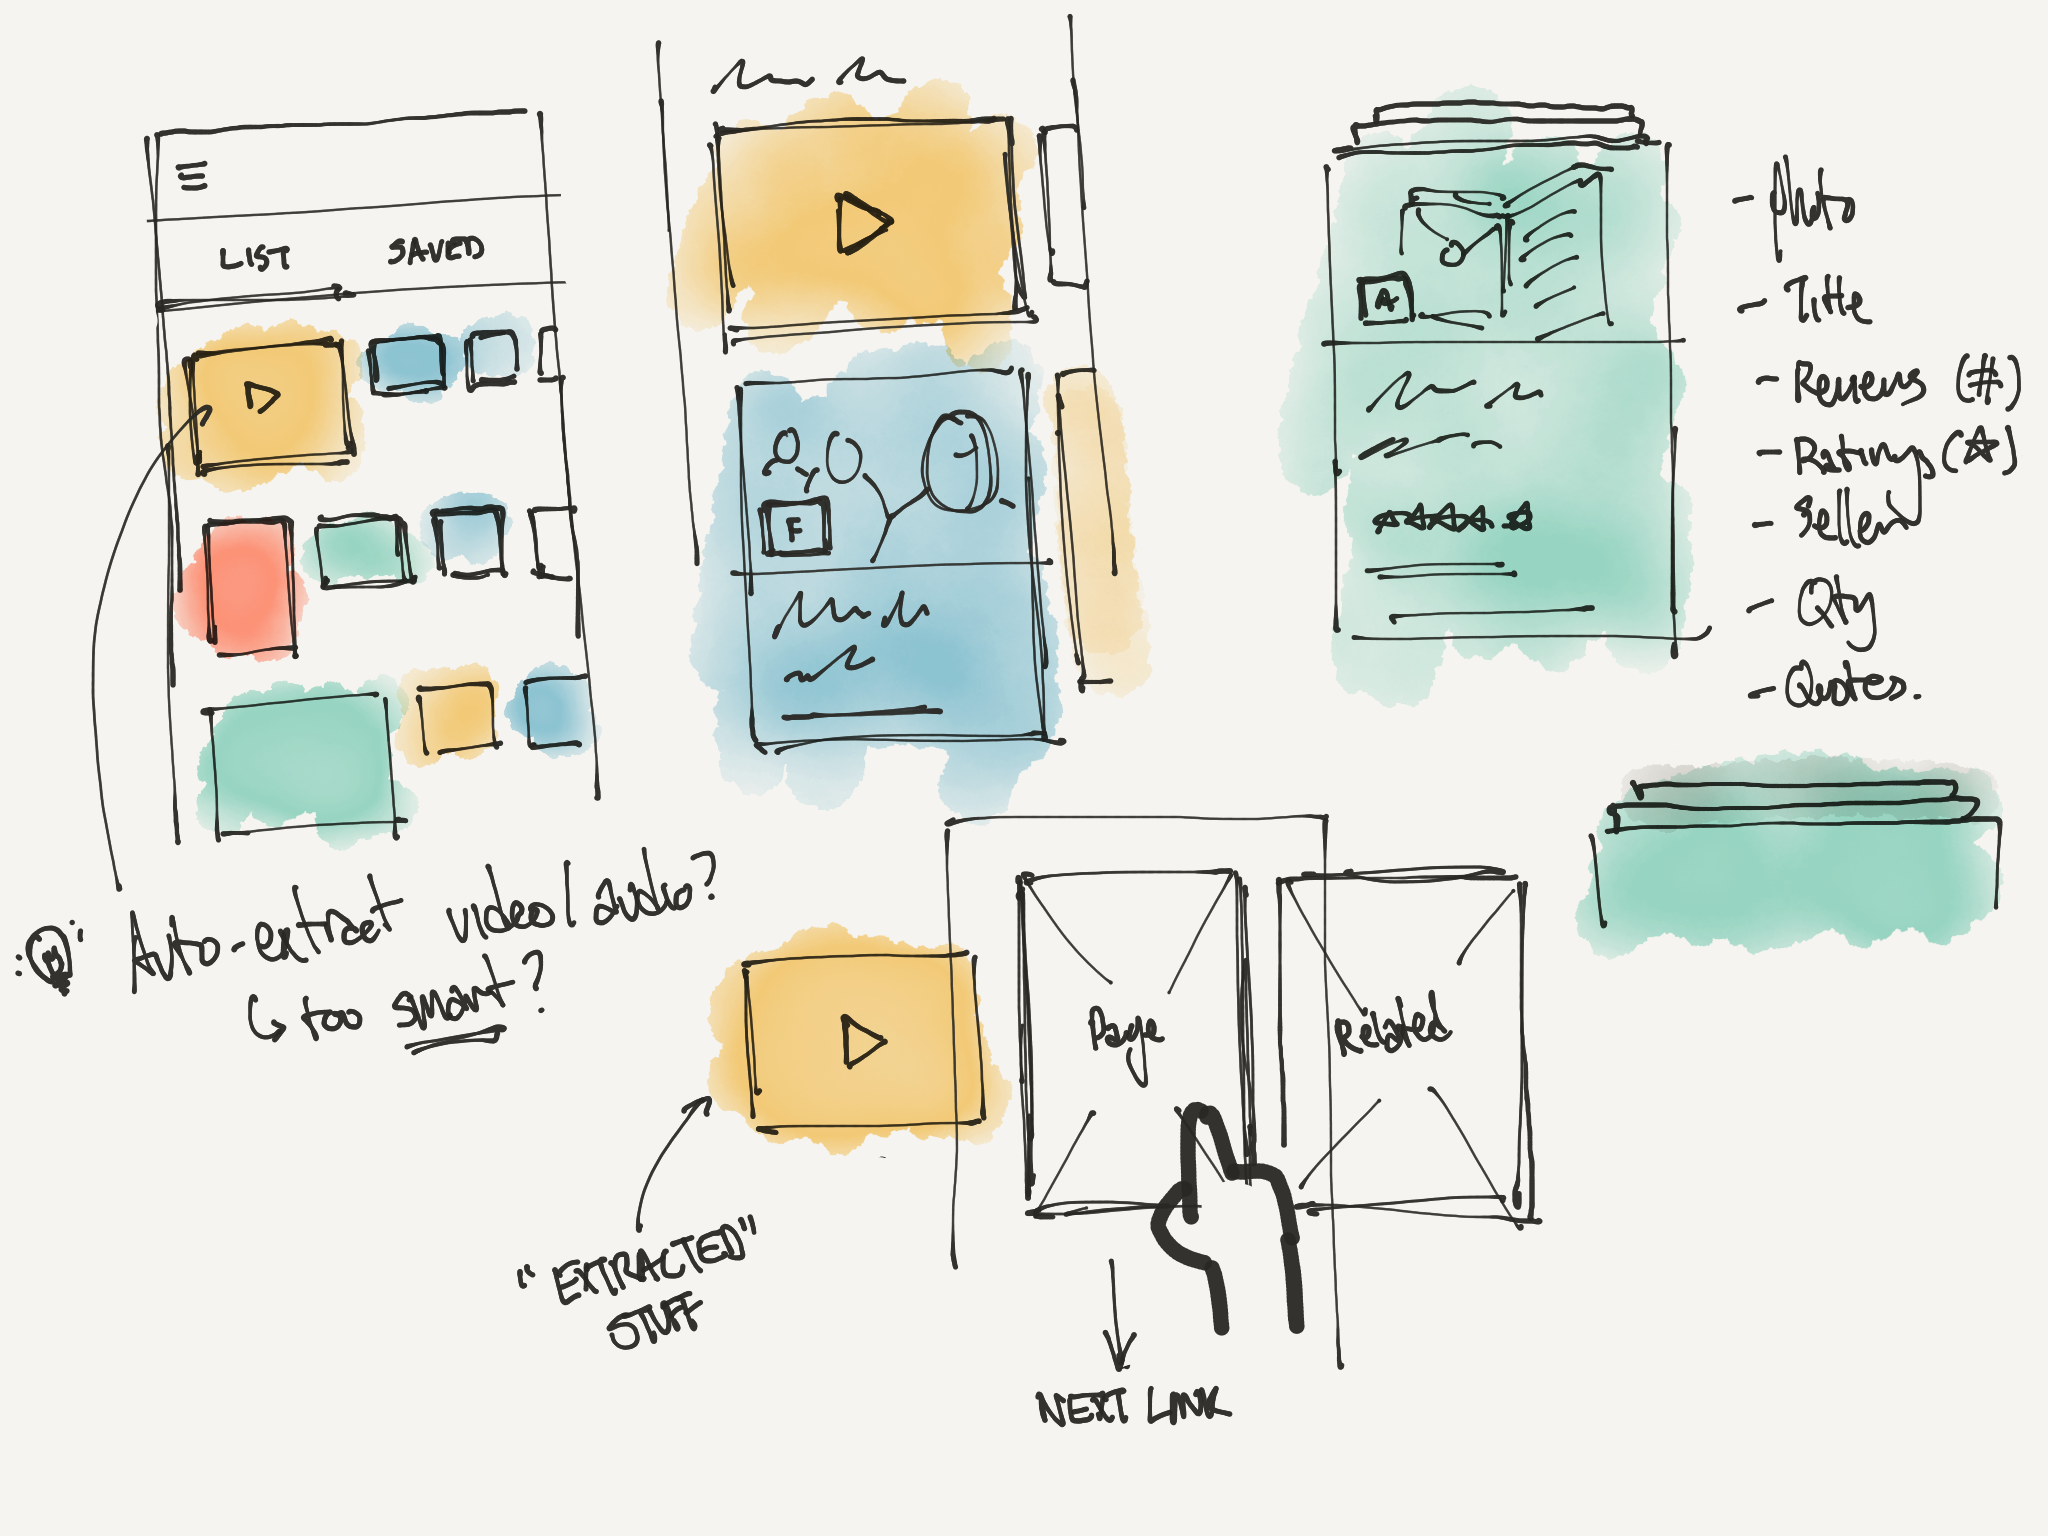 LIST SAVED
F
A
- Photo
- Title
- Reviews (#)
- Ratings (☆)
- Seller
- Qty
- Quotes.
Auto-extract video/audio?
↳ too smart?
Page
Related
"EXTRACTED"
STUFF
NEXT LINK